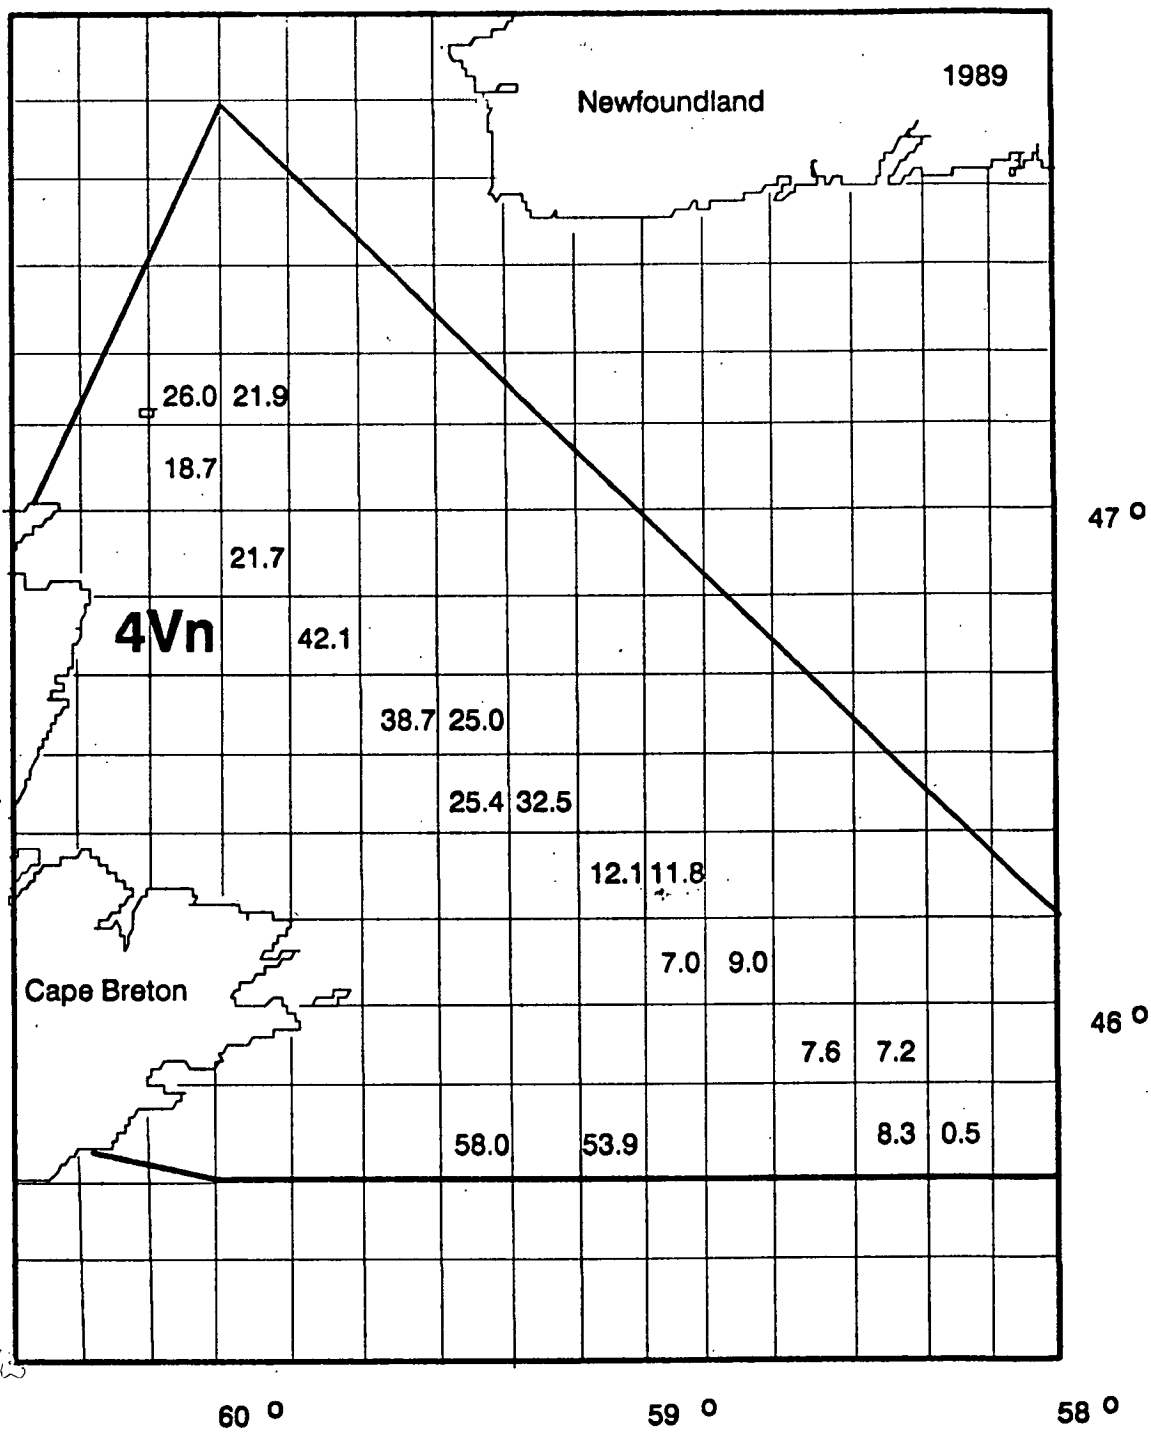 1989
Newfoundland
26.0 21.9
18.7
47 o
21.7
4Vn
42.1
38.7 25.0
25.4 32.5
12.1 11.8
7.0 9.0
Cape Breton
46 o
7.6 7.2
58.0 53.9 8.3 0.5
60 o 59 o 58 o